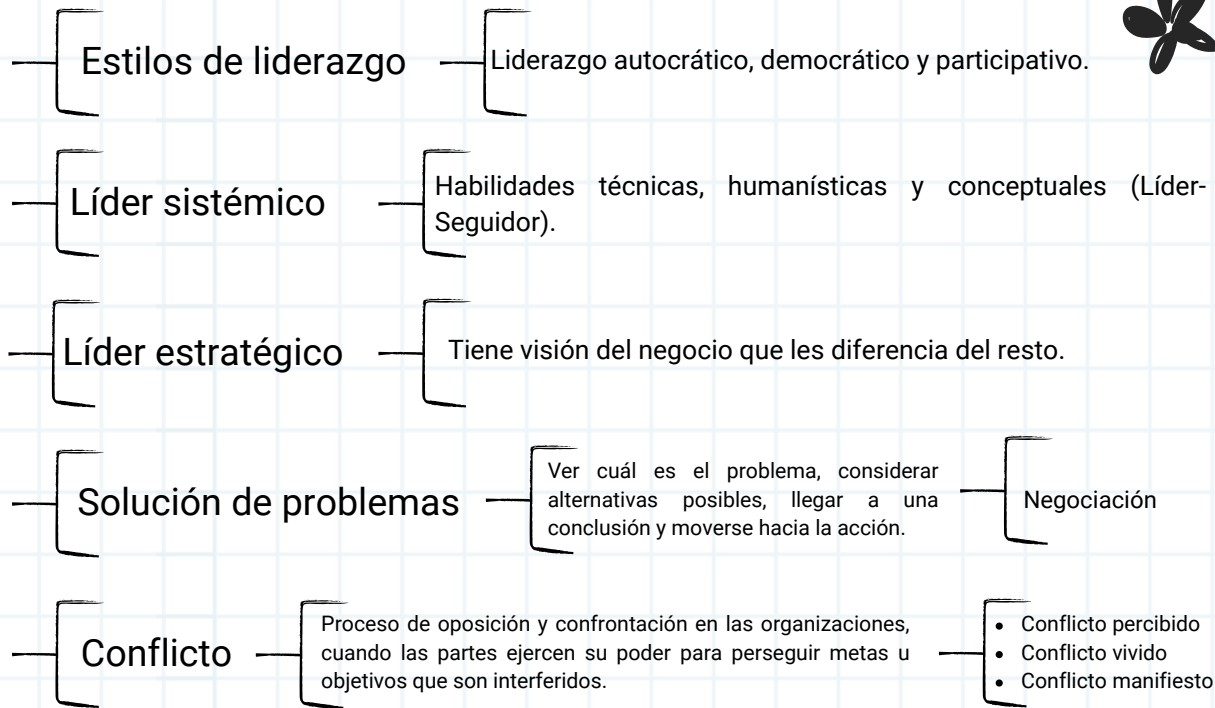 Estilos de liderazgo
Liderazgo autocrático, democrático y participativo.
Líder sistémico
Habilidades técnicas, humanísticas y conceptuales (Líder-
Seguidor).
Líder estratégico
Tiene visión del negocio que les diferencia del resto.
Solución de problemas
Ver cuál es el problema, considerar
alternativas posibles, llegar a una
conclusión y moverse hacia la acción.
Negociación
Conflicto
Proceso de oposición y confrontación en las organizaciones,
cuando las partes ejercen su poder para perseguir metas u
objetivos que son interferidos.
• Conflicto percibido
• Conflicto vivido
• Conflicto manifiesto